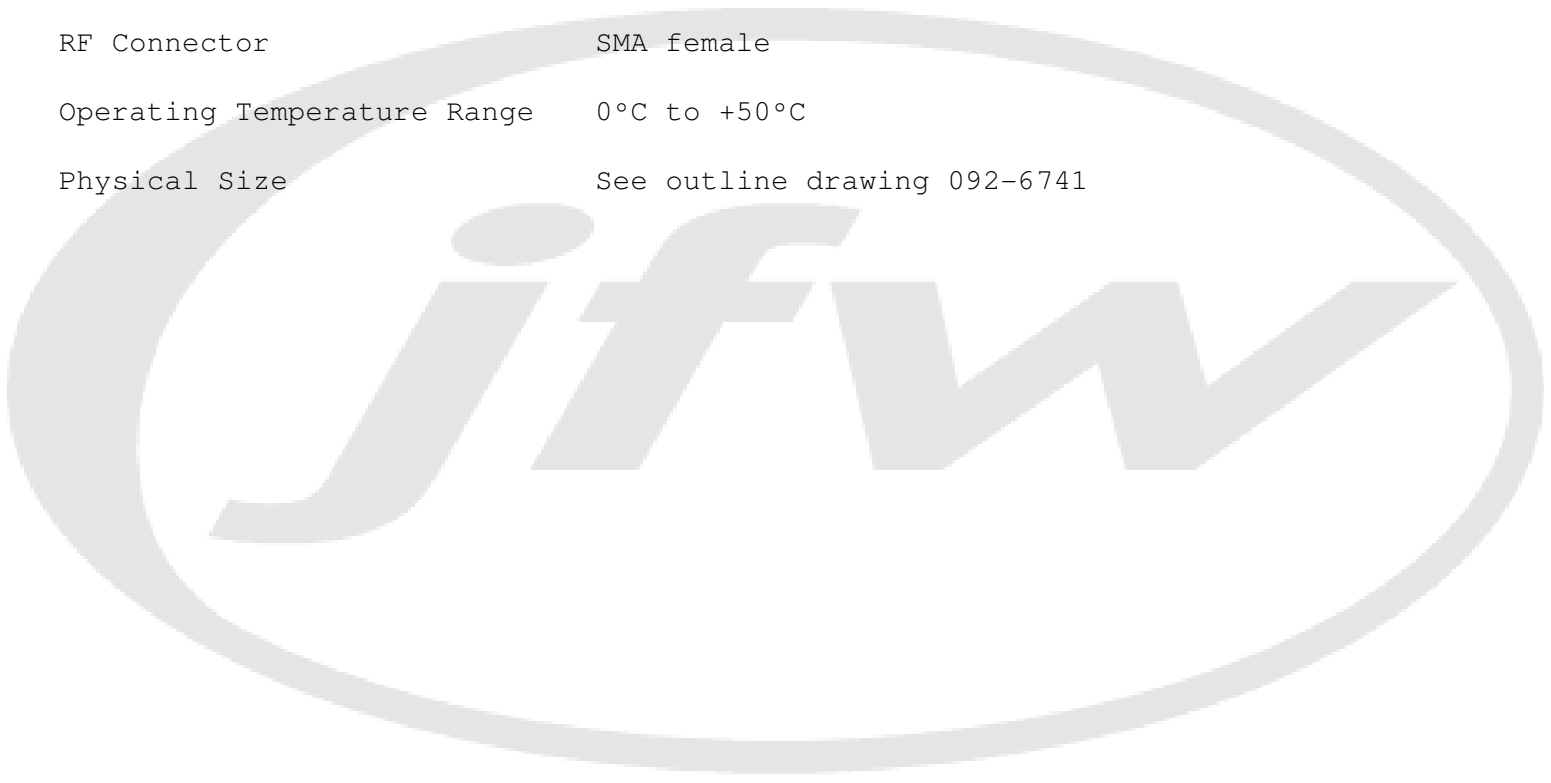 RF Connector SMA female
Operating Temperature Range 0°C to +50°C
Physical Size See outline drawing 092-6741
jfw